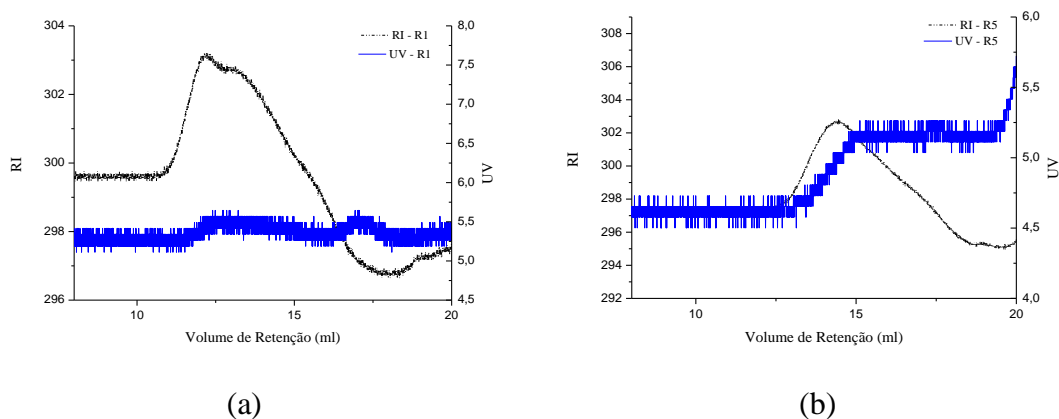 RI - R1
UV - R1
RI
304
302
300
298
296
UV
8,0
7,5
7,0
6,5
6,0
5,5
5,0
4,5
10
15
20
Volume de Retenção (ml)
(a)
RI - R5
UV - R5
RI
308
306
304
302
300
298
296
294
292
UV
6,0
5,5
5,0
4,5
4,0
10
15
20
Volume de Retenção (ml)
(b)